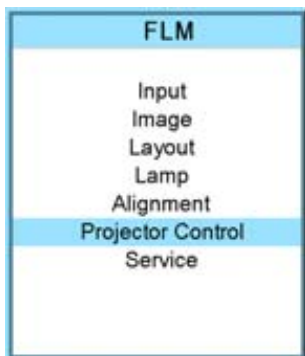 FLM
Input
Image
Layout
Lamp
Alignment
Projector Control
Service